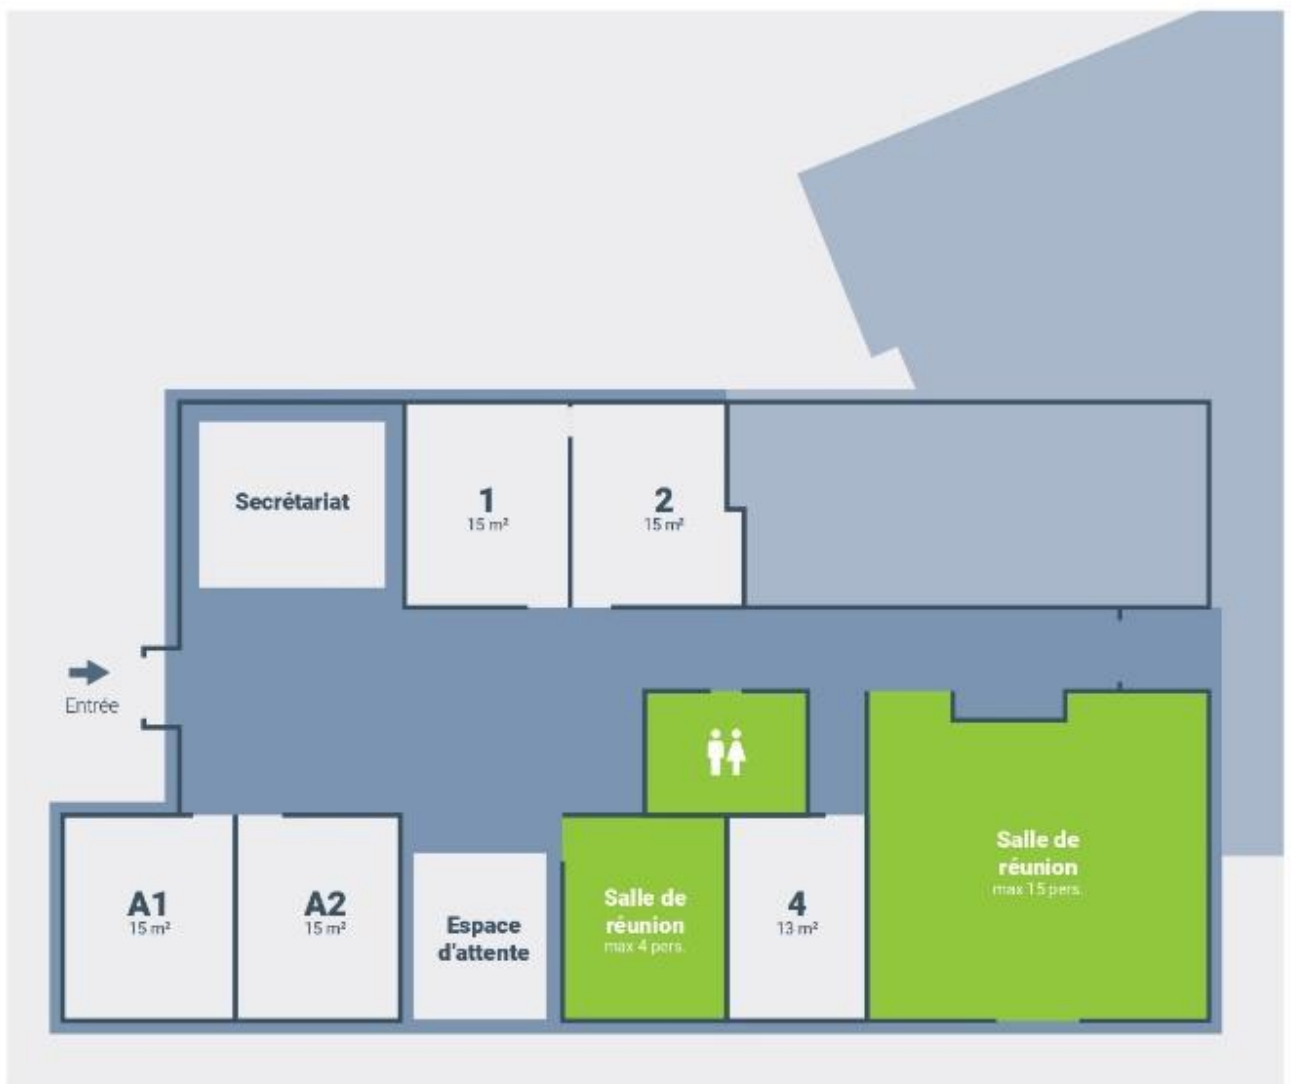 Secrétariat
1
15 m²
2
15 m²
Entrée
A1
15 m²
A2
15 m²
Espace
d'attente
Salle de
réunion
max 4 pers.
4
13 m²
Salle de
réunion
max 15 pers.